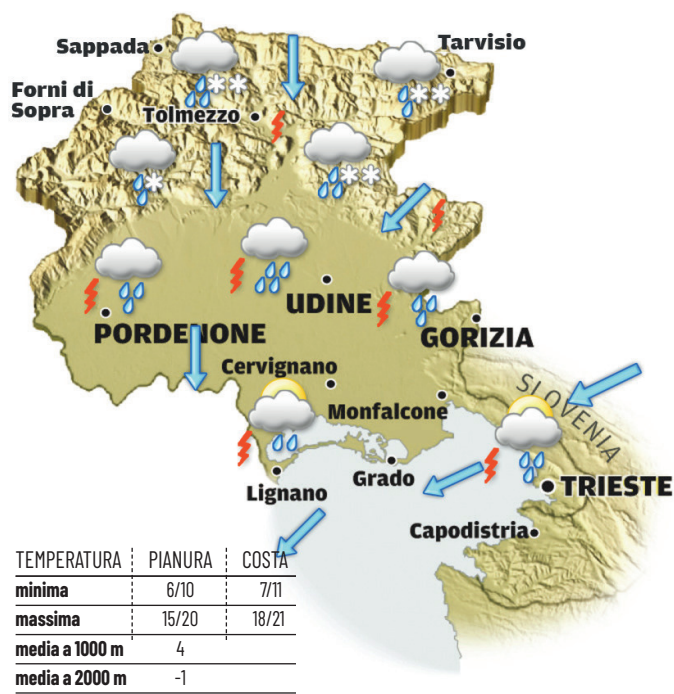 Sappada
Tarvisio
Forni di
Sopra
Tolmezzo
UDINE
PORDENONE
GORIZIA
Cervignano
SLOVENIA
Monfalcone
Grado
TRIESTE
Lignano
Capodistria
TEMPERATURA PIANURA COSTA
minima 6/10 7/11
massima 15/20 18/21
media a 1000 m 4
media a 2000 m -1